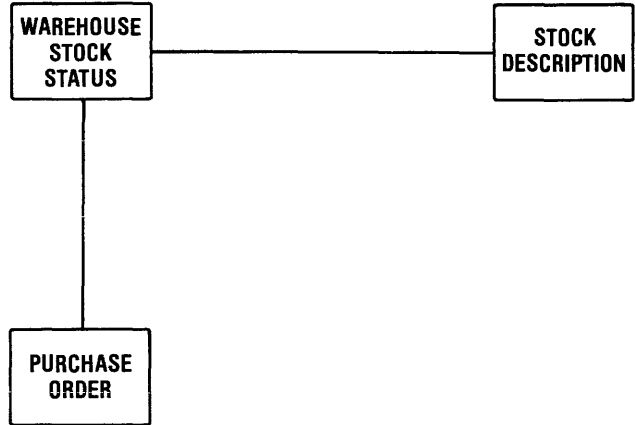 WAREHOUSE
STOCK
STATUS
STOCK
DESCRIPTION
PURCHASE
ORDER